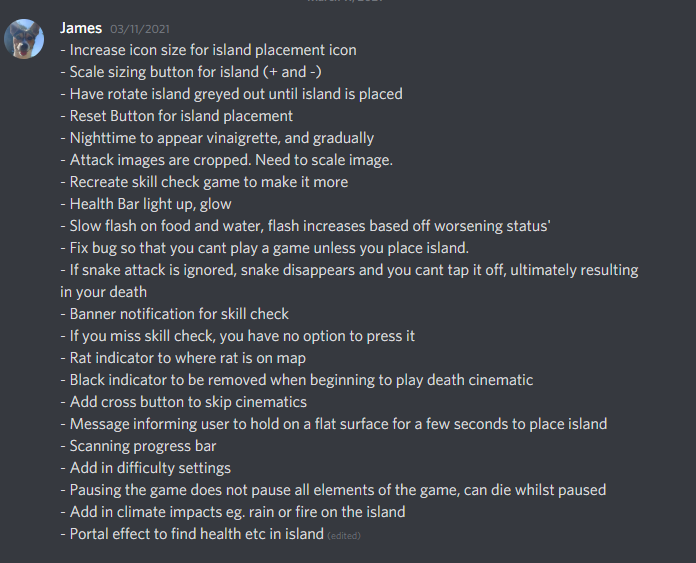 James 03/11/2021
- Increase icon size for island placement icon
- Scale sizing button for island (+ and -)
- Have rotate island greyed out until island is placed
- Reset Button for island placement
- Nighttime to appear vinaigrette, and gradually
- Attack images are cropped. Need to scale image.
- Recreate skill check game to make it more
- Health Bar light up, glow
- Slow flash on food and water, flash increases based off worsening status'
- Fix bug so that you cant play a game unless you place island.
- If snake attack is ignored, snake disappears and you cant tap it off, ultimately resulting
in your death
- Banner notification for skill check
- If you miss skill check, you have no option to press it
- Rat indicator to where rat is on map
- Black indicator to be removed when beginning to play death cinematic
- Add cross button to skip cinematics
- Message informing user to hold on a flat surface for a few seconds to place island
- Scanning progress bar
- Add in difficulty settings
- Pausing the game does not pause all elements of the game, can die whilst paused
- Add in climate impacts eg. rain or fire on the island
- Portal effect to find health etc in island (edited)